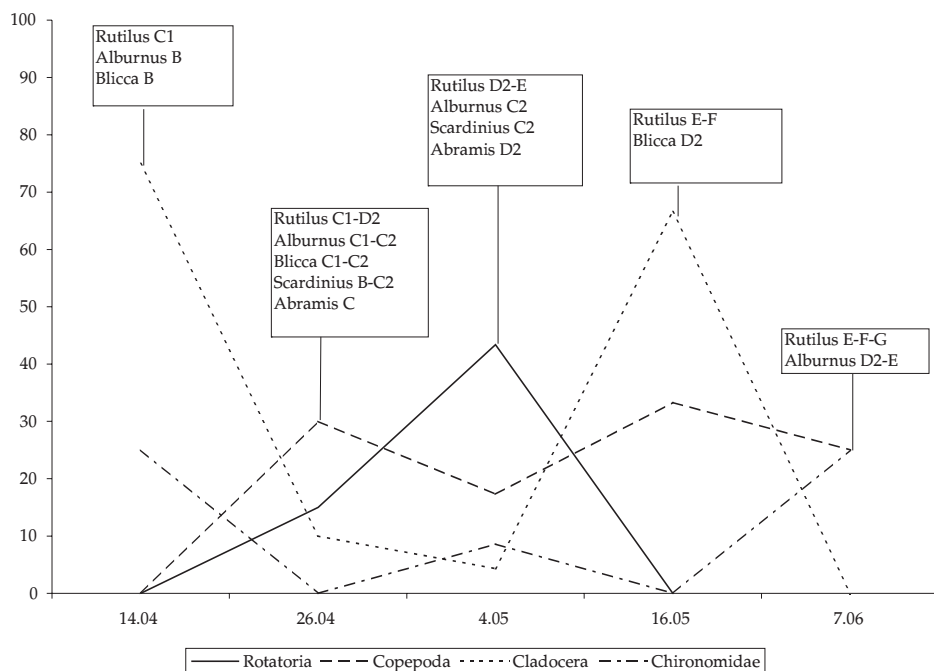 100
90
80
70
60
50
40
30
20
10
0
Rutilus C1
Alburnus B
Blicca B
Rutilus C1-D2
Alburnus C1-C2
Blicca C1-C2
Scardinius B-C2
Abramis C
Rutilus D2-E
Alburnus C2
Scardinius C2
Abramis D2
Rutilus E-F
Blicca D2
Rutilus E-F-G
Alburnus D2-E
14.04 26.04 4.05 16.05 7.06
Rotatoria Copepoda Cladocera Chironomidae